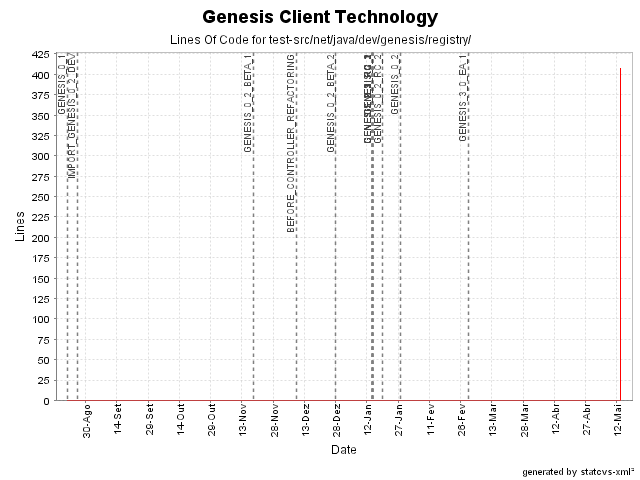 Genesis Client Technology
Lines Of Code for test-src/net/java/dev/genesis/registry/
Lines
425
400
375
350
325
300
275
250
225
200
175
150
125
100
75
50
25
0
GENESIS_0_1
IMPORT_GENESIS_0_2_DEV
GENESIS_0_2_BETA_1
BEFORE_CONTROLLER_REFACTORING
GENESIS_0_2_BETA_2
GENESIS_0_2_RC_2
GENESIS_0_2
GENESIS_3_0_EA_1
30-Ago
14-Set
29-Set
14-Out
29-Out
13-Nov
28-Nov
13-Dez
28-Dez
12-Jan
27-Jan
11-Fev
26-Fev
13-Mar
28-Mar
12-Abr
27-Abr
12-Mai
Date
generated by statcvs-xml²